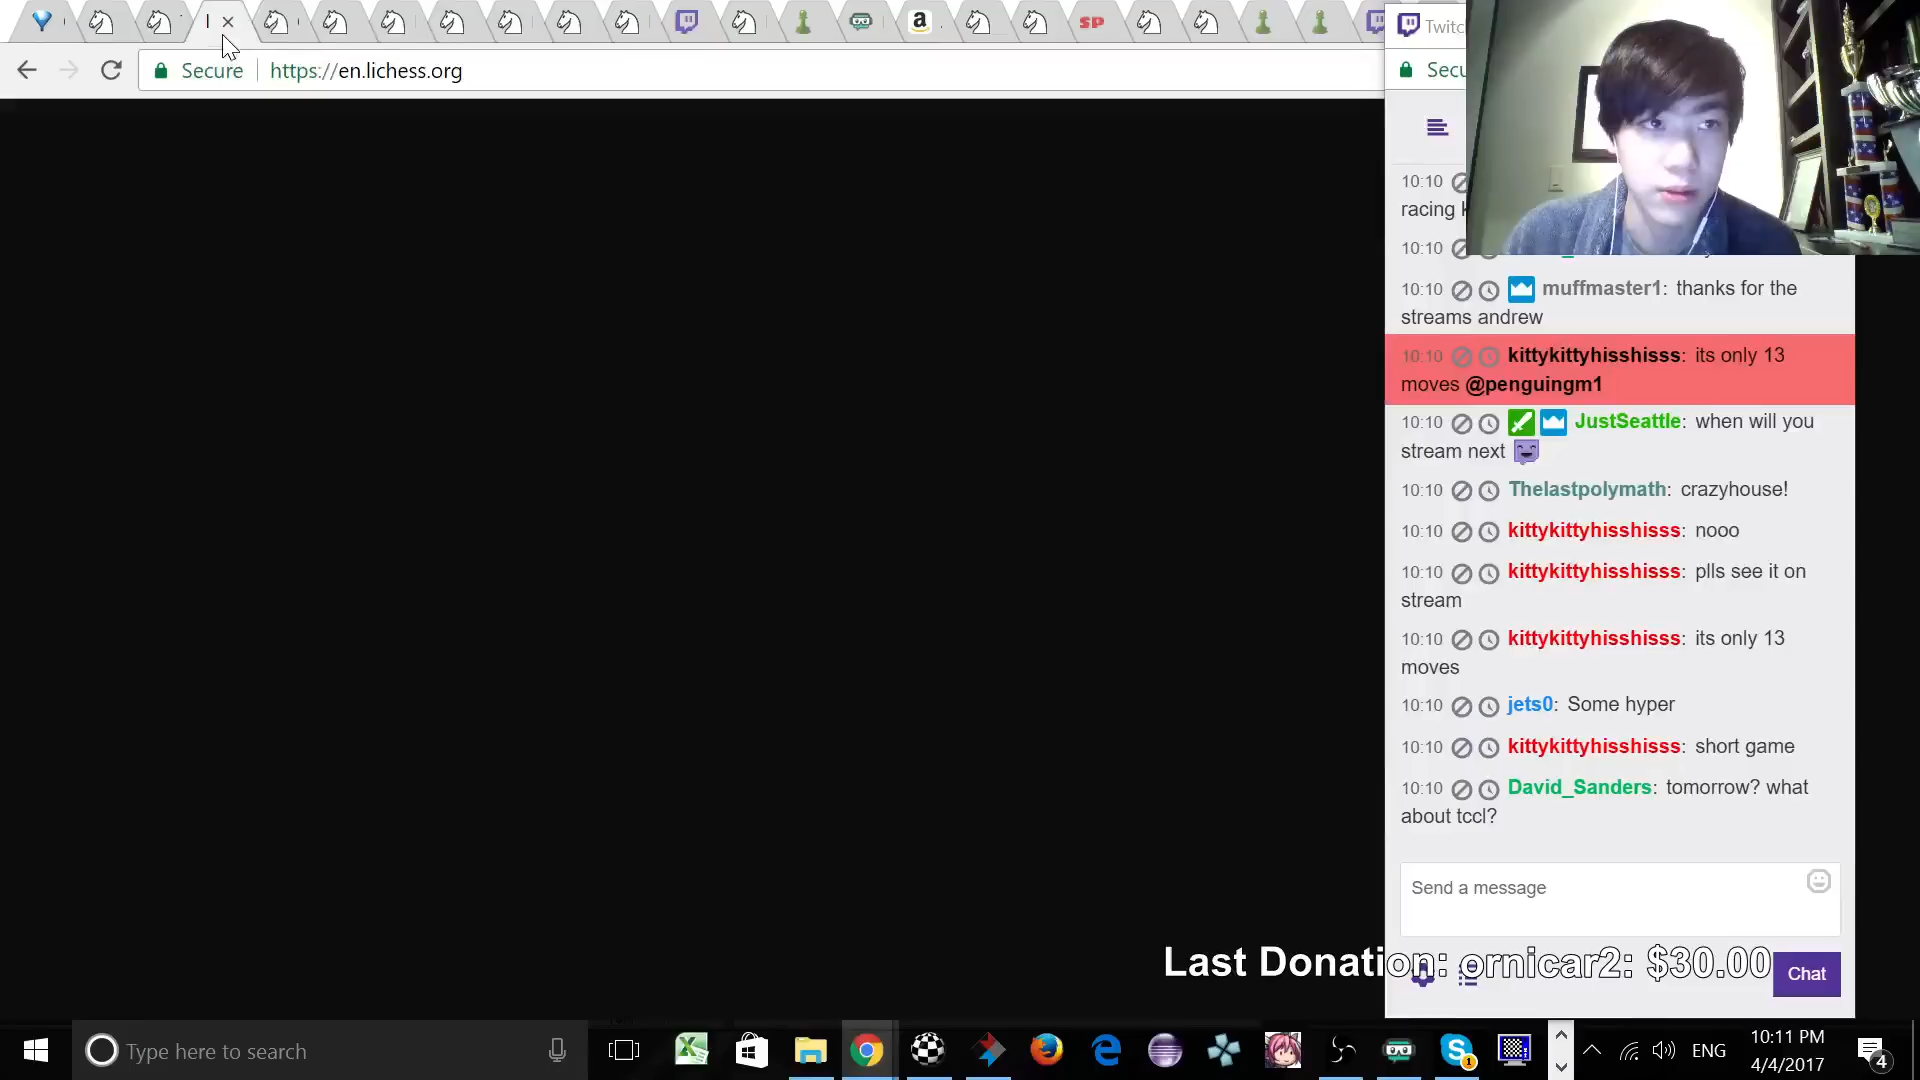 Secure https://en.lichess.org
Twitch
Secu
10:10
racing k
10:10
10:10 muffmaster1: thanks for the
streams andrew
10:10 kittykittyhisshisss: its only 13
moves @penguingm1
10:10 JustSeattle: when will you
stream next
10:10 Thelastpolymath: crazyhouse!
10:10 kittykittyhisshisss: nooo
10:10 kittykittyhisshisss: plls see it on
stream
10:10 kittykittyhisshisss: its only 13
moves
10:10 jets0: Some hyper
10:10 kittykittyhisshisss: short game
10:10 David_Sanders: tomorrow? what
about tccl?
Send a message
Last Donation: ornicar2: $30.00
Chat
Type here to search
ENG
10:11 PM
4/4/2017
4